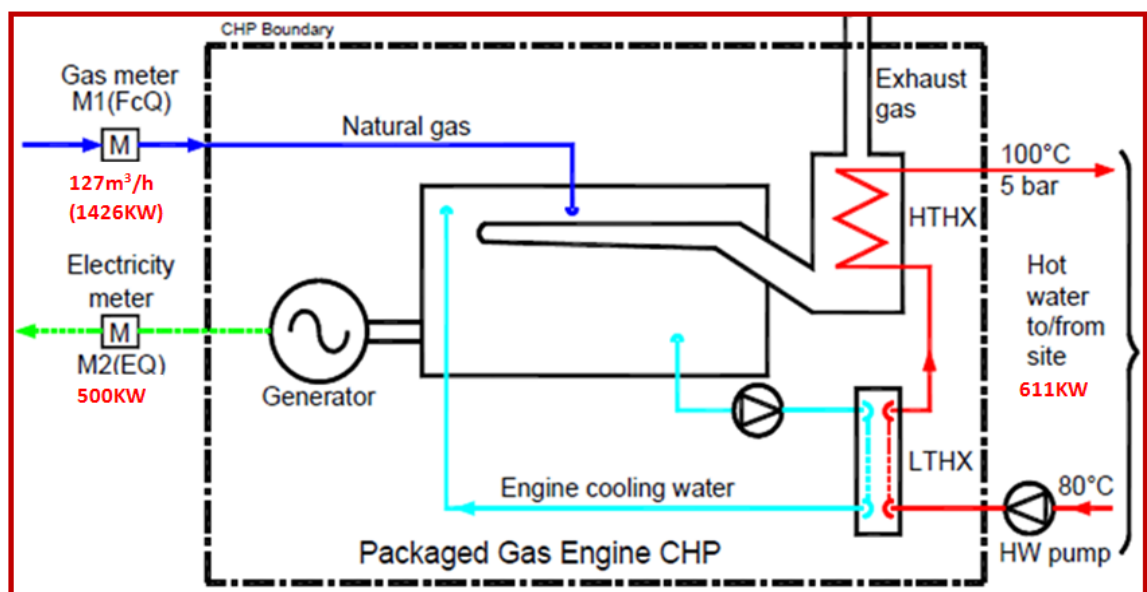 CHP Boundary
Gas meter
M1(FcQ)
M
127m³/h
(1426KW)
Natural gas
Exhaust
gas
100°C
5 bar
HTHX
Electricity
meter
M
M2(EQ)
500KW
Generator
Hot
water
to/from
site
611KW
LTHX
Engine cooling water
80°C
HW pump
Packaged Gas Engine CHP